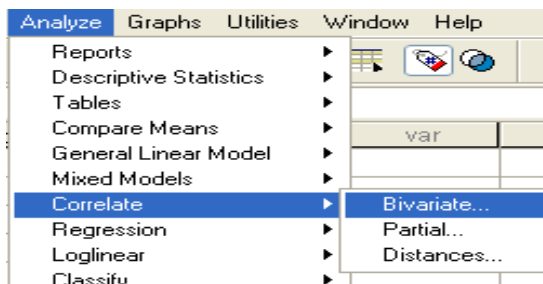 Analyze Graphs Utilities Window Help
Reports
Descriptive Statistics
Tables
Compare Means
var
General Linear Model
Mixed Models
Correlate
Bivariate...
Regression
Partial...
Loglinear
Distances...
Classify